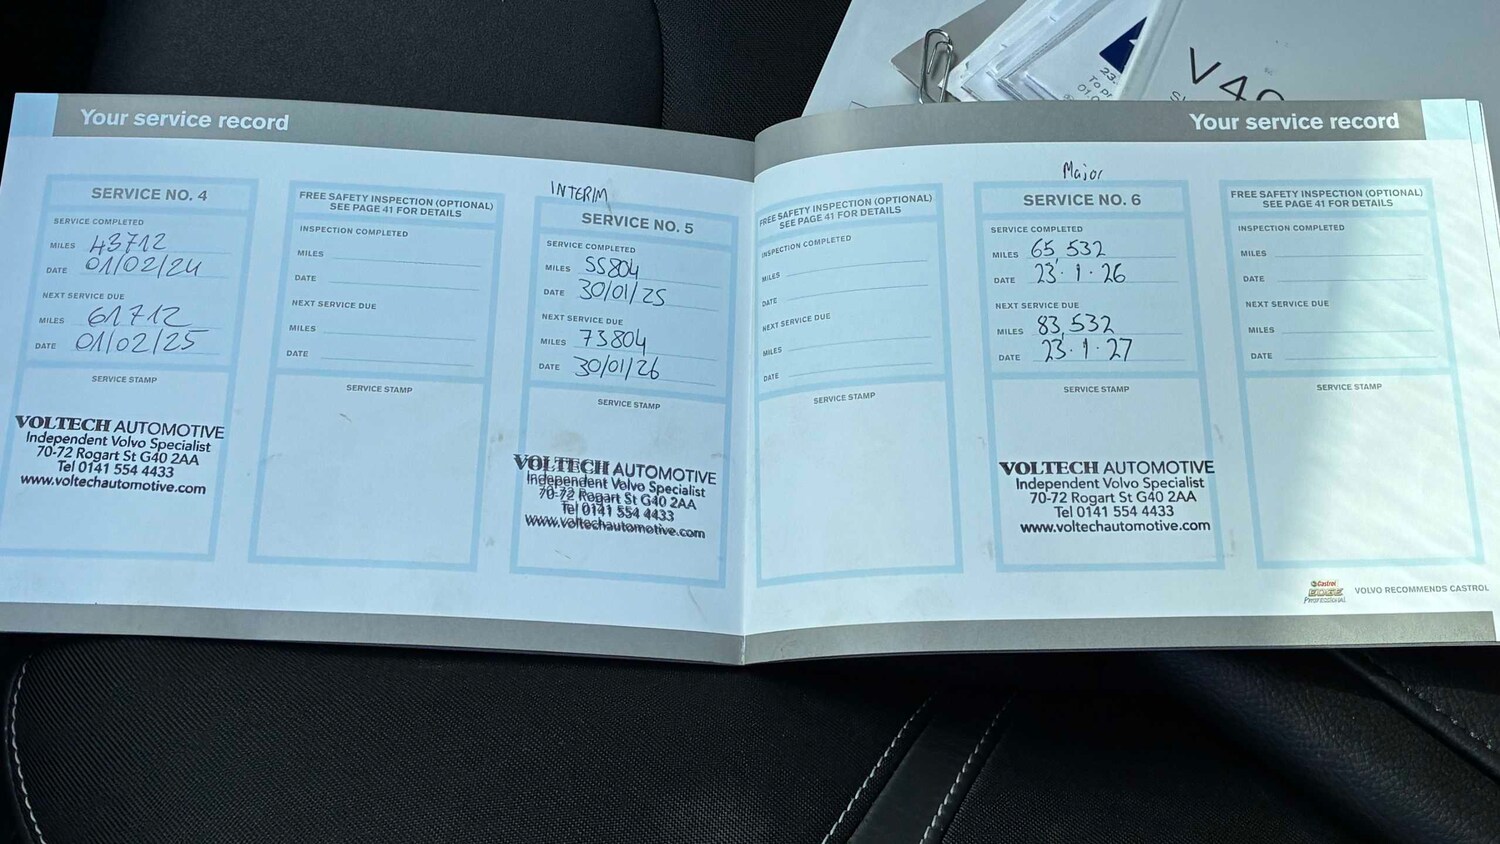 V40
23.
To pr
01.0
Your service record
SERVICE NO. 4
SERVICE COMPLETED
MILES 43712
DATE 01/02/24
NEXT SERVICE DUE
MILES 61712
DATE 01/02/25
SERVICE STAMP
VOLTECH AUTOMOTIVE
Independent Volvo Specialist
70-72 Rogart St G40 2AA
Tel 0141 554 4433
www.voltechautomotive.com
FREE SAFETY INSPECTION (OPTIONAL)
SEE PAGE 41 FOR DETAILS
INSPECTION COMPLETED
MILES
DATE
NEXT SERVICE DUE
MILES
DATE
SERVICE STAMP
INTERIM
SERVICE NO. 5
SERVICE COMPLETED
MILES 55804
DATE 30/01/25
NEXT SERVICE DUE
MILES 73804
DATE 30/01/26
SERVICE STAMP
VOLTECH AUTOMOTIVE
Independent Volvo Specialist
70-72 Rogart St G40 2AA
Tel 0141 554 4433
www.voltechautomotive.com
Your service record
FREE SAFETY INSPECTION (OPTIONAL)
SEE PAGE 41 FOR DETAILS
INSPECTION COMPLETED
MILES
DATE
NEXT SERVICE DUE
MILES
DATE
SERVICE STAMP
Major
SERVICE NO. 6
SERVICE COMPLETED
MILES 65,532
DATE 23·1·26
NEXT SERVICE DUE
MILES 83,532
DATE 23·1·27
SERVICE STAMP
VOLTECH AUTOMOTIVE
Independent Volvo Specialist
70-72 Rogart St G40 2AA
Tel 0141 554 4433
www.voltechautomotive.com
FREE SAFETY INSPECTION (OPTIONAL)
SEE PAGE 41 FOR DETAILS
INSPECTION COMPLETED
MILES
DATE
NEXT SERVICE DUE
MILES
DATE
SERVICE STAMP
Castrol
EDGE
Professional
VOLVO RECOMMENDS CASTROL